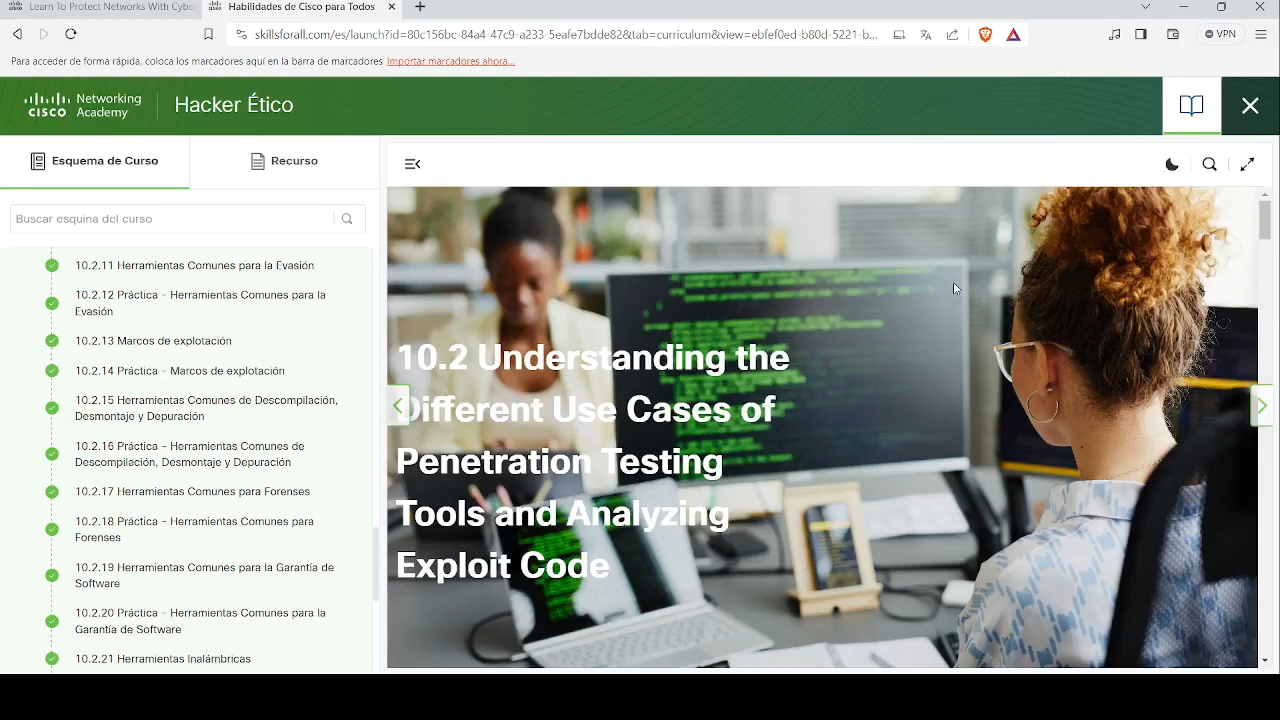 Learn To Protect Networks With Cyber
Habilidades de Cisco para Todos
skillsforall.com/es/launch?id=80c156bc-84a4-47c9-a233-5eafe7bdde82&tab=curriculum&view=ebfef0ed-b80d-5221-b...
VPN
Para acceder de forma rápida, coloca los marcadores aquí en la barra de marcadores Importar marcadores ahora...
CISCO
Networking
Academy
Hacker Ético
Esquema de Curso
Recurso
Buscar esquina del curso
10.2.11 Herramientas Comunes para la Evasión
10.2.12 Práctica - Herramientas Comunes para la
Evasión
10.2.13 Marcos de explotación
10.2.14 Práctica - Marcos de explotación
10.2.15 Herramientas Comunes de Descompilación,
Desmontaje y Depuración
10.2.16 Práctica - Herramientas Comunes de
Descompilación, Desmontaje y Depuración
10.2.17 Herramientas Comunes para Forenses
10.2.18 Práctica - Herramientas Comunes para
Forenses
10.2.19 Herramientas Comunes para la Garantía de
Software
10.2.20 Práctica - Herramientas Comunes para la
Garantía de Software
10.2.21 Herramientas Inalámbricas
10.2 Understanding the
Different Use Cases of
Penetration Testing
Tools and Analyzing
Exploit Code